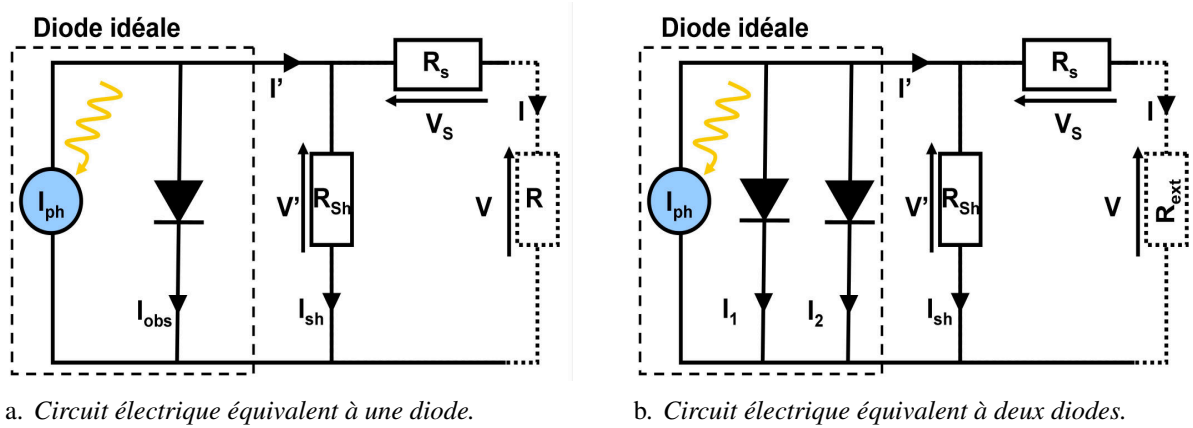 Diode idéale
I'
R_s
V_S
I
I_ph
V'
R_Sh
V
R
I_obs
I_sh
a. Circuit électrique équivalent à une diode.
Diode idéale
I'
R_s
V_S
I
I_ph
V'
R_Sh
V
R_ext
I_1
I_2
I_sh
b. Circuit électrique équivalent à deux diodes.